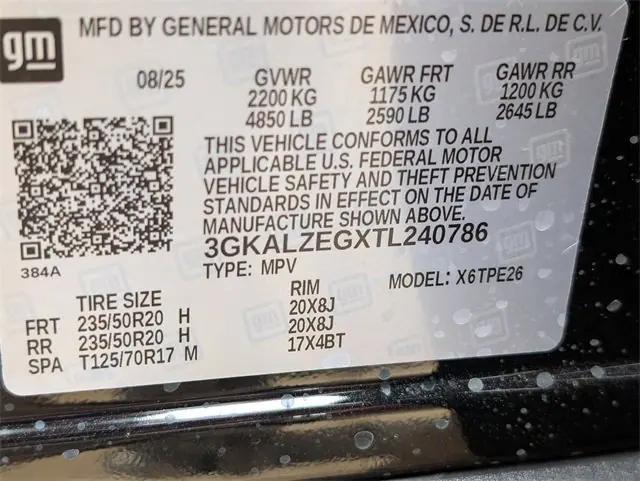 gm
MFD BY GENERAL MOTORS DE MEXICO, S. DE R.L. DE C.V.
08/25 GVWR GAWR FRT GAWR RR
2200 KG 1175 KG 1200 KG
4850 LB 2590 LB 2645 LB
THIS VEHICLE CONFORMS TO ALL
APPLICABLE U.S. FEDERAL MOTOR
VEHICLE SAFETY AND THEFT PREVENTION
STANDARDS IN EFFECT ON THE DATE OF
MANUFACTURE SHOWN ABOVE.
3GKALZEGXTL240786
384A
TYPE: MPV MODEL: X6TPE26
TIRE SIZE RIM
FRT 235/50R20 H 20X8J
RR 235/50R20 H 20X8J
SPA T125/70R17 M 17X4BT